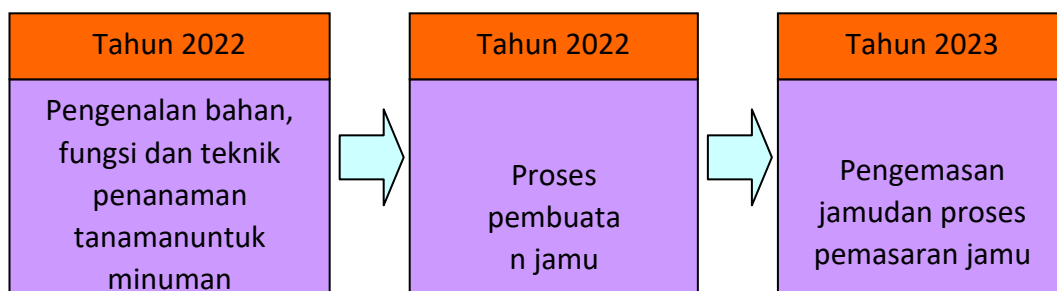 Tahun 2022
Pengenalan bahan,
fungsi dan teknik
penanaman
tanamanuntuk
minuman
Tahun 2022
Proses
pembuata
n jamu
Tahun 2023
Pengemasan
jamudan proses
pemasaran jamu